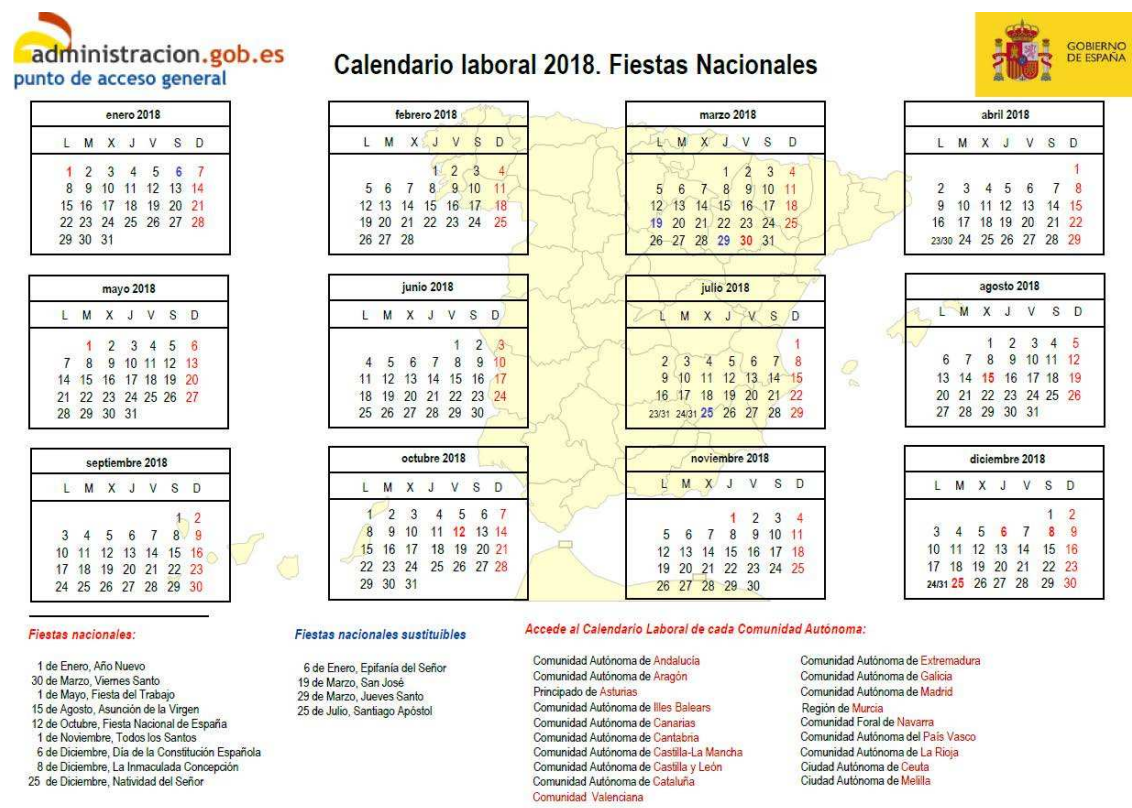 administracion.gob.es
punto de acceso general
Calendario laboral 2018. Fiestas Nacionales
GOBIERNO
DE ESPAÑA
enero 2018
L M X J V S D
1 2 3 4 5 6 7
8 9 10 11 12 13 14
15 16 17 18 19 20 21
22 23 24 25 26 27 28
29 30 31
febrero 2018
L M X J V S D
1 2 3 4
5 6 7 8 9 10 11
12 13 14 15 16 17 18
19 20 21 22 23 24 25
26 27 28
marzo 2018
L M X J V S D
1 2 3 4
5 6 7 8 9 10 11
12 13 14 15 16 17 18
19 20 21 22 23 24 25
26 27 28 29 30 31
abril 2018
L M X J V S D
1
2 3 4 5 6 7 8
9 10 11 12 13 14 15
16 17 18 19 20 21 22
23/30 24 25 26 27 28 29
mayo 2018
L M X J V S D
1 2 3 4 5 6
7 8 9 10 11 12 13
14 15 16 17 18 19 20
21 22 23 24 25 26 27
28 29 30 31
junio 2018
L M X J V S D
1 2 3
4 5 6 7 8 9 10
11 12 13 14 15 16 17
18 19 20 21 22 23 24
25 26 27 28 29 30
julio 2018
L M X J V S D
1
2 3 4 5 6 7 8
9 10 11 12 13 14 15
16 17 18 19 20 21 22
23/31 24/31 25 26 27 28 29
agosto 2018
L M X J V S D
1 2 3 4 5
6 7 8 9 10 11 12
13 14 15 16 17 18 19
20 21 22 23 24 25 26
27 28 29 30 31
septiembre 2018
L M X J V S D
1 2
3 4 5 6 7 8 9
10 11 12 13 14 15 16
17 18 19 20 21 22 23
24 25 26 27 28 29 30
octubre 2018
L M X J V S D
1 2 3 4 5 6 7
8 9 10 11 12 13 14
15 16 17 18 19 20 21
22 23 24 25 26 27 28
29 30 31
noviembre 2018
L M X J V S D
1 2 3 4
5 6 7 8 9 10 11
12 13 14 15 16 17 18
19 20 21 22 23 24 25
26 27 28 29 30
diciembre 2018
L M X J V S D
1 2
3 4 5 6 7 8 9
10 11 12 13 14 15 16
17 18 19 20 21 22 23
24/31 25 26 27 28 29 30
Fiestas nacionales:
1 de Enero, Año Nuevo
30 de Marzo, Viernes Santo
1 de Mayo, Fiesta del Trabajo
15 de Agosto, Asunción de la Virgen
12 de Octubre, Fiesta Nacional de España
1 de Noviembre, Todos los Santos
6 de Diciembre, Día de la Constitución Española
8 de Diciembre, La Inmaculada Concepción
25 de Diciembre, Natividad del Señor
Fiestas nacionales sustituibles
6 de Enero, Epifanía del Señor
19 de Marzo, San José
29 de Marzo, Jueves Santo
25 de Julio, Santiago Apóstol
Accede al Calendario Laboral de cada Comunidad Autónoma:
Comunidad Autónoma de Andalucía
Comunidad Autónoma de Aragón
Principado de Asturias
Comunidad Autónoma de Illes Balears
Comunidad Autónoma de Canarias
Comunidad Autónoma de Cantabria
Comunidad Autónoma de Castilla-La Mancha
Comunidad Autónoma de Castilla y León
Comunidad Autónoma de Cataluña
Comunidad Valenciana
Comunidad Autónoma de Extremadura
Comunidad Autónoma de Galicia
Comunidad Autónoma de Madrid
Región de Murcia
Comunidad Foral de Navarra
Comunidad Autónoma del País Vasco
Comunidad Autónoma de La Rioja
Ciudad Autónoma de Ceuta
Ciudad Autónoma de Melilla